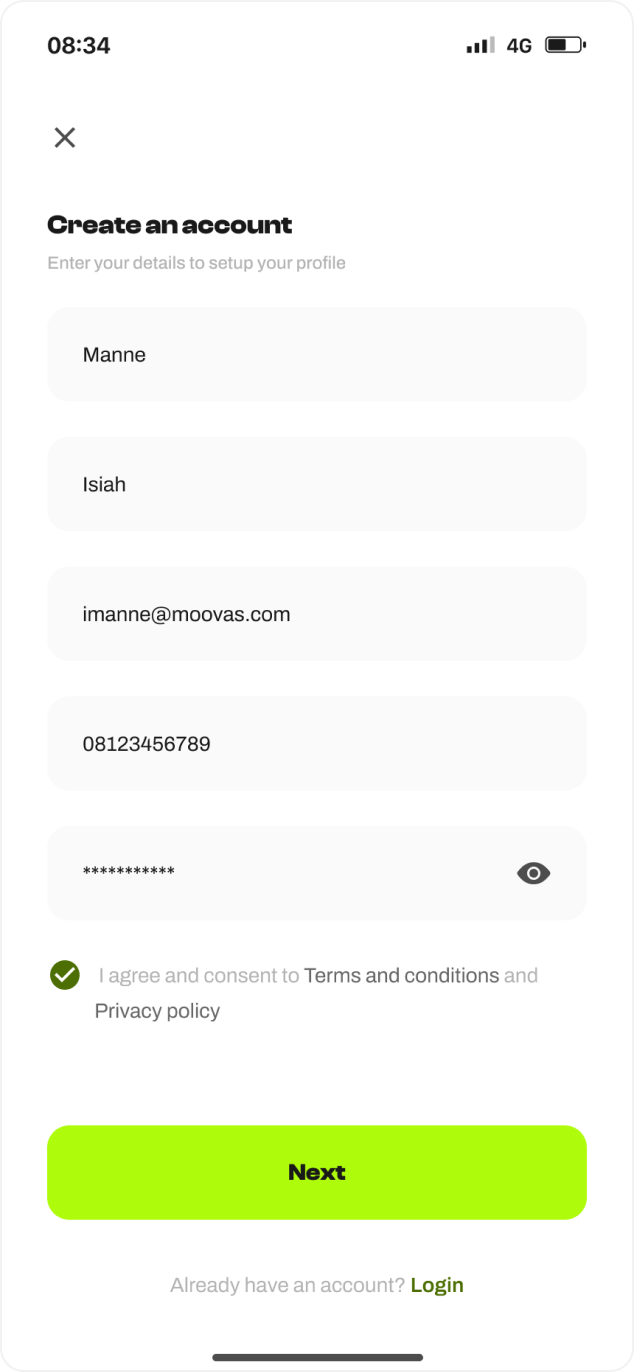 08:34 4G
Create an account
Enter your details to setup your profile
Manne
Isiah
imanne@moovas.com
08123456789
***********
I agree and consent to Terms and conditions and
Privacy policy
Next
Already have an account? Login